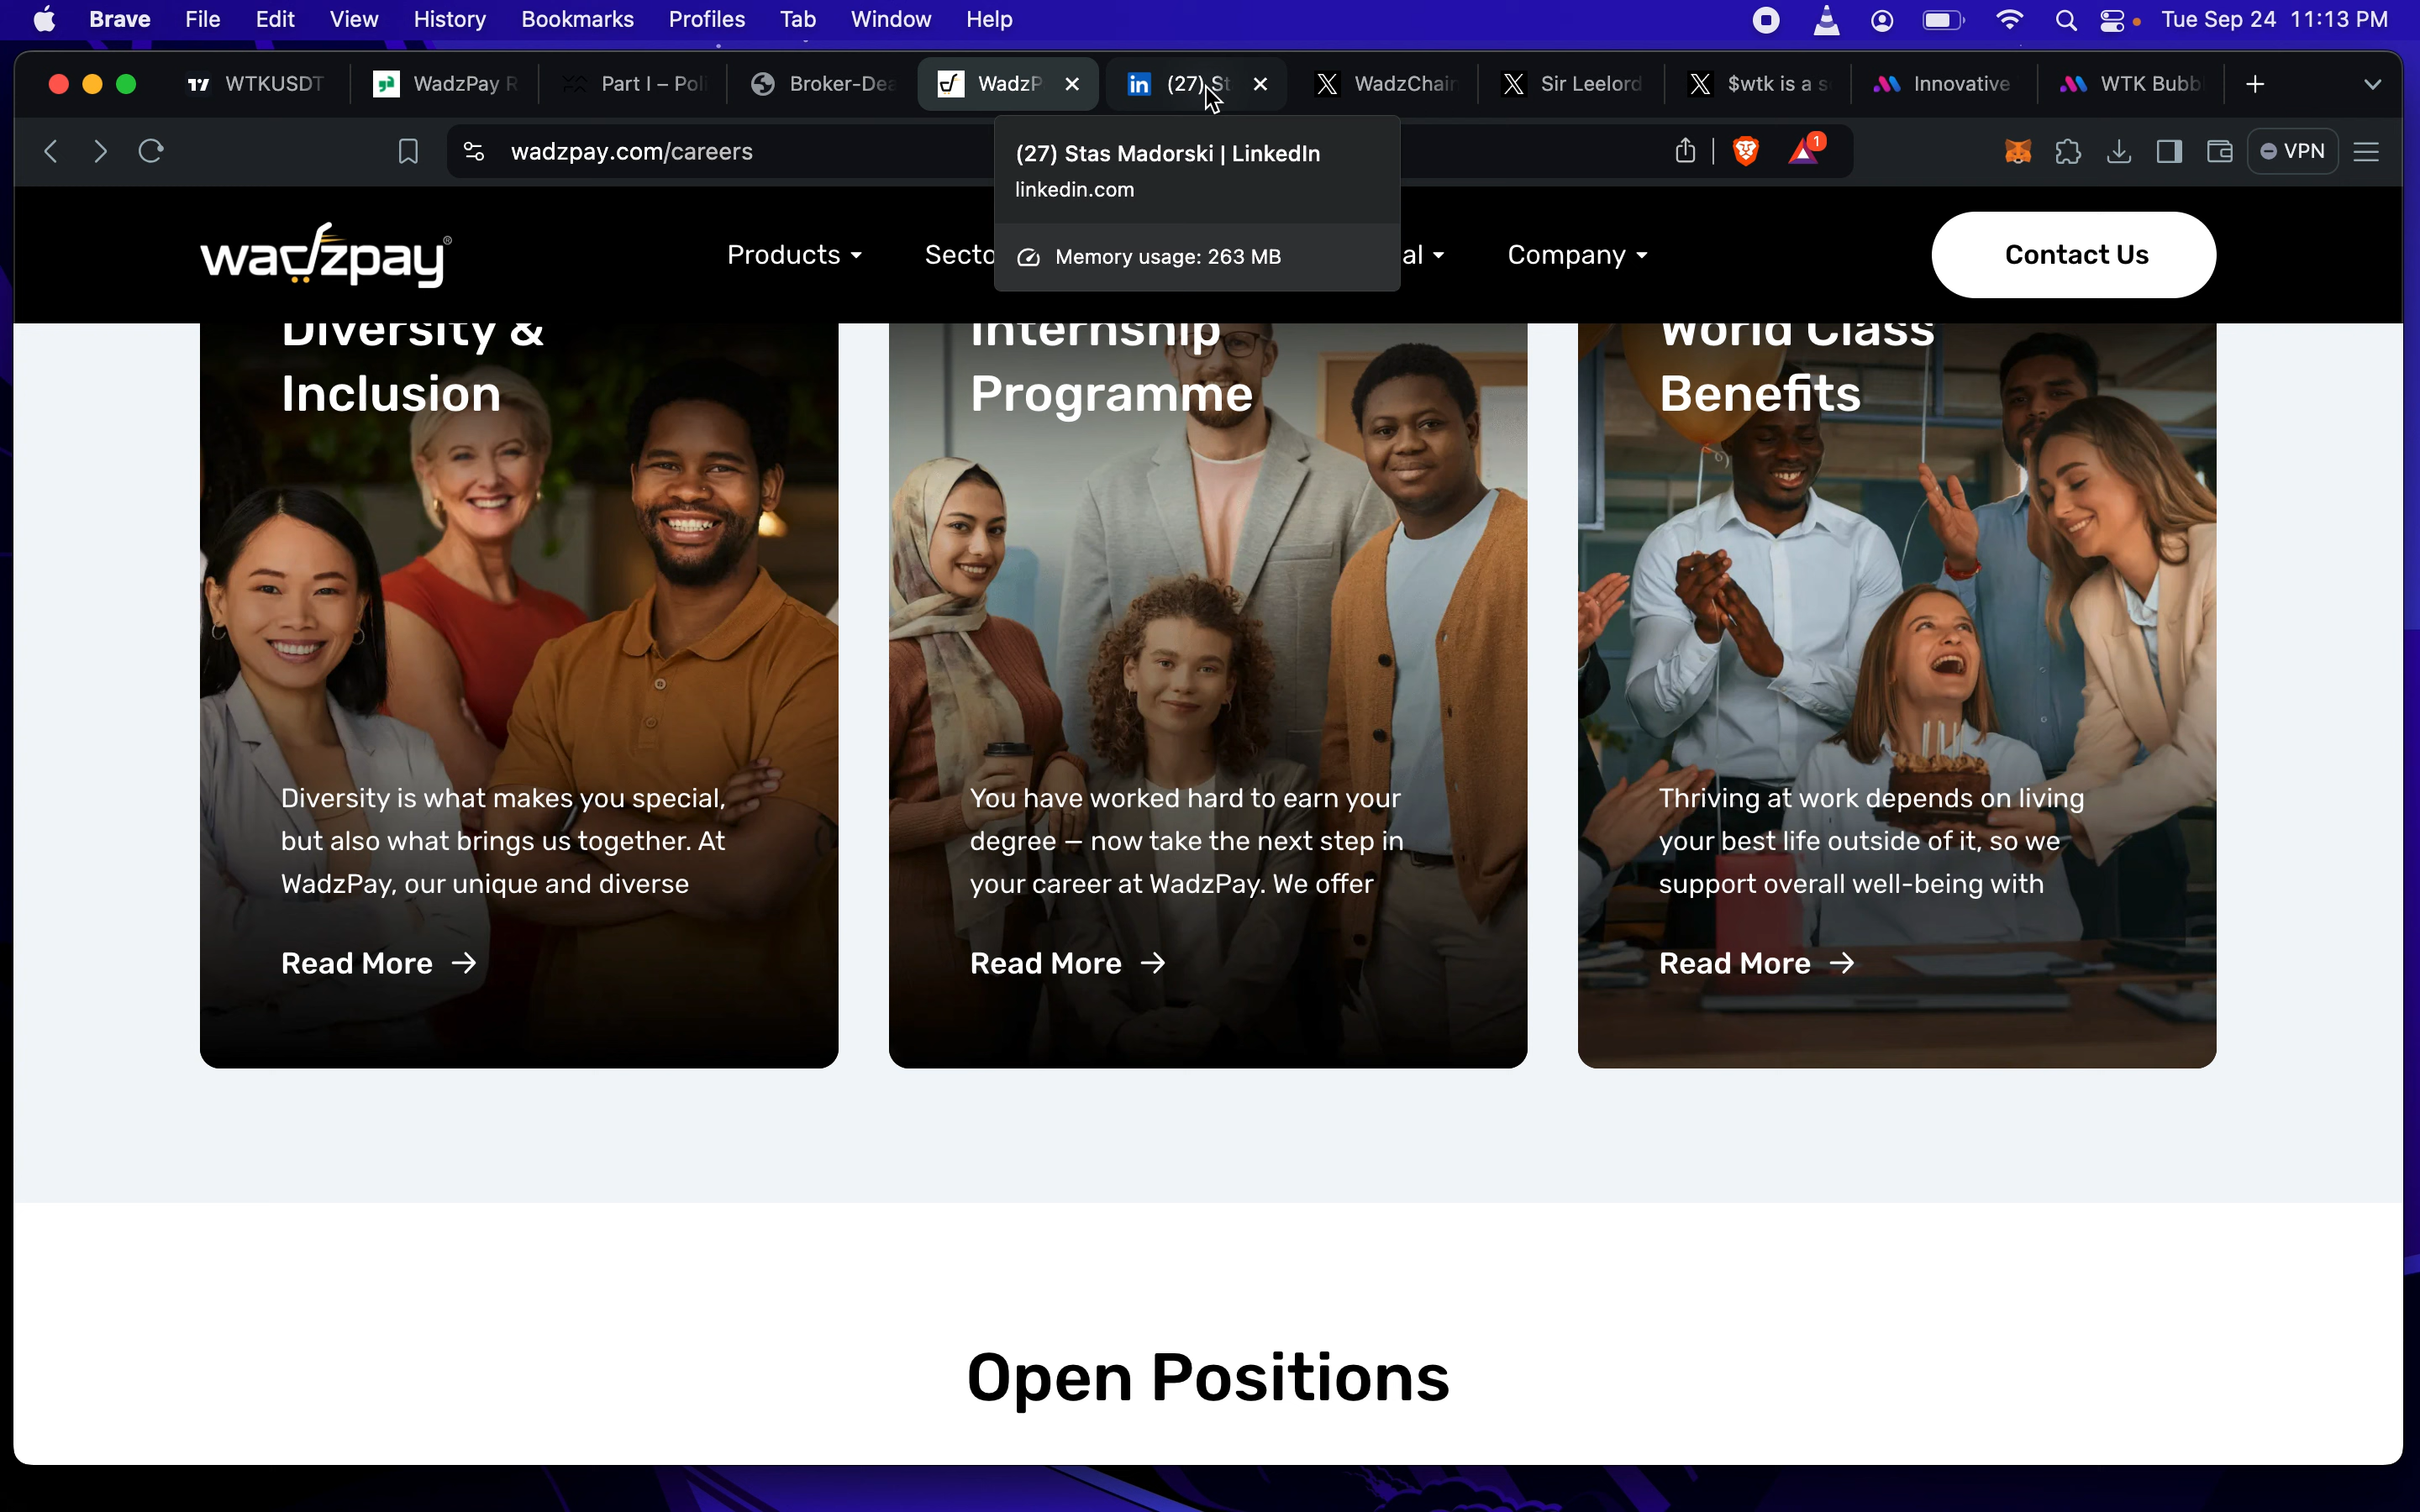 Brave File Edit View History Bookmarks Profiles Tab Window Help Tue Sep 24 11:13 PM
WTKUSDT WadzPay R Part I – Poli Broker-Dea WadzP (27) St WadzChain Sir Leelord $wtk is a s Innovative WTK Bubb
wadzpay.com/careers 1 VPN
(27) Stas Madorski | LinkedIn
linkedin.com
Memory usage: 263 MB
wadzpay® Products Secto al Company Contact Us
Diversity &
Inclusion
Diversity is what makes you special,
but also what brings us together. At
WadzPay, our unique and diverse
Read More →
Internship
Programme
You have worked hard to earn your
degree – now take the next step in
your career at WadzPay. We offer
Read More →
World Class
Benefits
Thriving at work depends on living
your best life outside of it, so we
support overall well-being with
Read More →
Open Positions